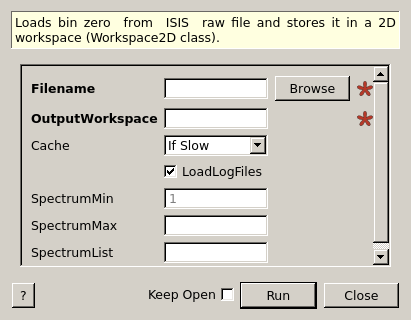 Loads bin zero from ISIS raw file and stores it in a 2D
workspace (Workspace2D class).
Filename Browse *
OutputWorkspace *
Cache If Slow
LoadLogFiles
SpectrumMin 1
SpectrumMax
SpectrumList
? Keep Open Run Close